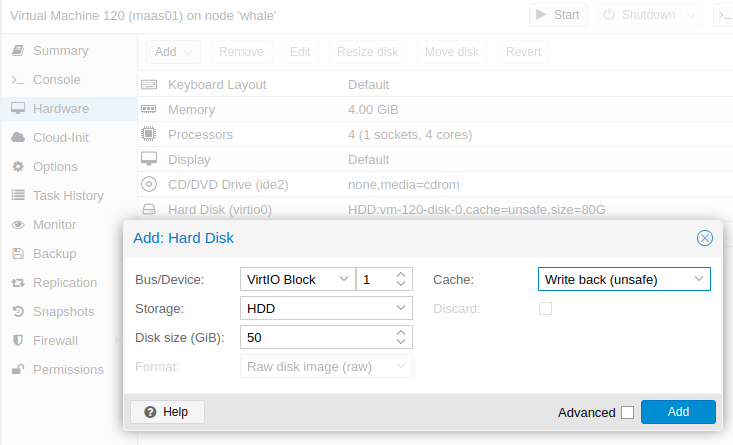 Virtual Machine 120 (maas01) on node 'whale'
Start
Shutdown
Summary
Console
Hardware
Cloud-Init
Options
Task History
Monitor
Backup
Replication
Snapshots
Firewall
Permissions
Add
Remove
Edit
Resize disk
Move disk
Revert
Keyboard Layout Default
Memory 4.00 GiB
Processors 4 (1 sockets, 4 cores)
Display Default
CD/DVD Drive (ide2) none,media=cdrom
Hard Disk (virtio0) HDD:vm-120-disk-0,cache=unsafe,size=80G
Add: Hard Disk
Bus/Device: VirtIO Block 1
Storage: HDD
Disk size (GiB): 50
Format: Raw disk image (raw)
Cache: Write back (unsafe)
Discard:
Help
Advanced
Add